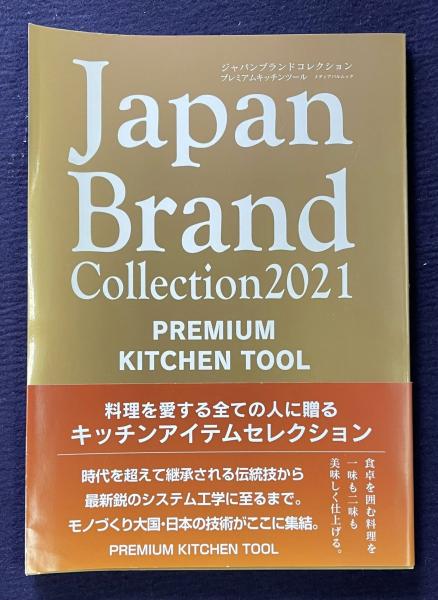 ジャパンブランドコレクション
プレミアムキッチンツール メディアパルムック
Japan
Brand
Collection2021
PREMIUM
KITCHEN TOOL
料理を愛する全ての人に贈る
キッチンアイテムセレクション
時代を超えて継承される伝統技から
最新鋭のシステム工学に至るまで。
モノづくり大国・日本の技術がここに集結。
PREMIUM KITCHEN TOOL
食卓を囲む料理を
一味も二味も
美味しく仕上げる。